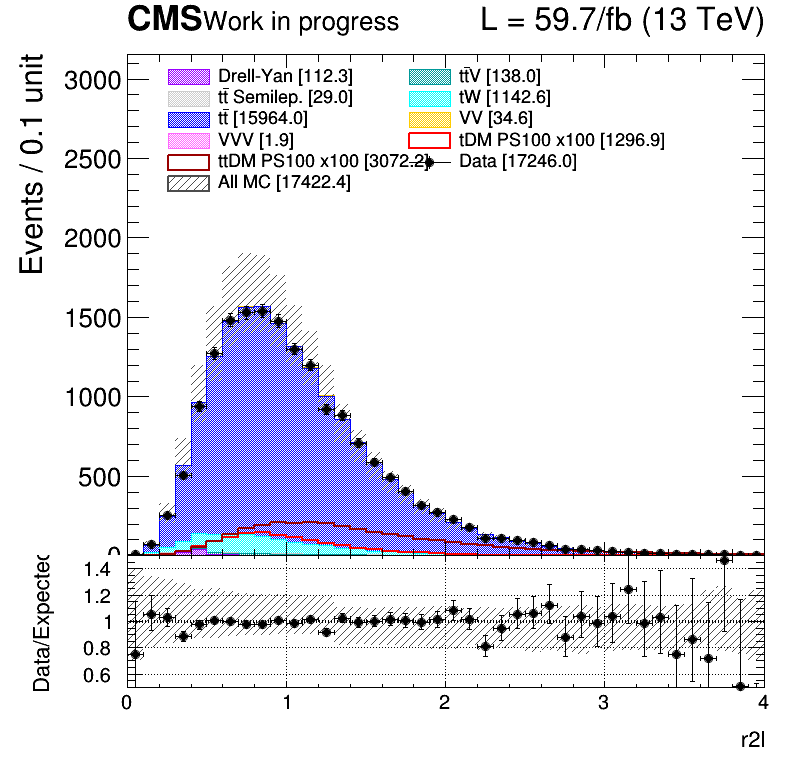 CMS Work in progress L = 59.7/fb (13 TeV)
Events / 0.1 unit
3000
2500
2000
1500
1000
500
0
Drell-Yan [112.3]
tt̄V [138.0]
tt̄ Semilep. [29.0]
tW [1142.6]
tt̄ [15964.0]
VV [34.6]
VVV [1.9]
tDM PS100 x100 [1296.9]
ttDM PS100 x100 [3072.2]
Data [17246.0]
All MC [17422.4]
Data/Expected
1.4
1.2
1
0.8
0.6
0 1 2 3 4
r2l